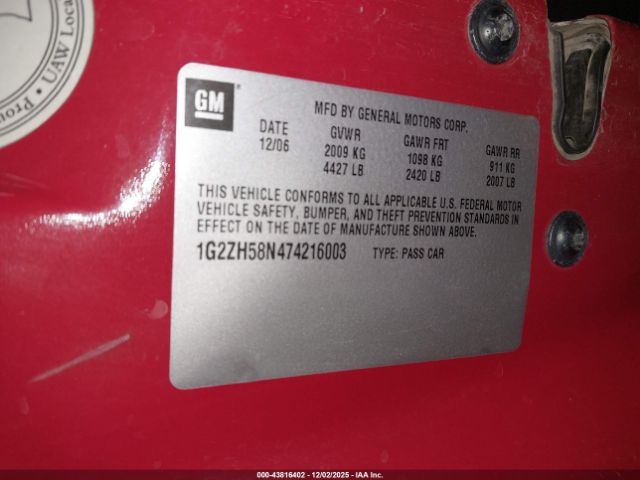 Prou
UAW Loca
GM
MFD BY GENERAL MOTORS CORP.
DATE GVWR GAWR FRT GAWR RR
12/06 2009 KG 1098 KG 911 KG
4427 LB 2420 LB 2007 LB
THIS VEHICLE CONFORMS TO ALL APPLICABLE U.S. FEDERAL MOTOR
VEHICLE SAFETY, BUMPER, AND THEFT PREVENTION STANDARDS IN
EFFECT ON THE DATE OF MANUFACTURE SHOWN ABOVE.
1G2ZH58N474216003 TYPE: PASS CAR
000-43816402 - 12/02/2025 - IAA Inc.